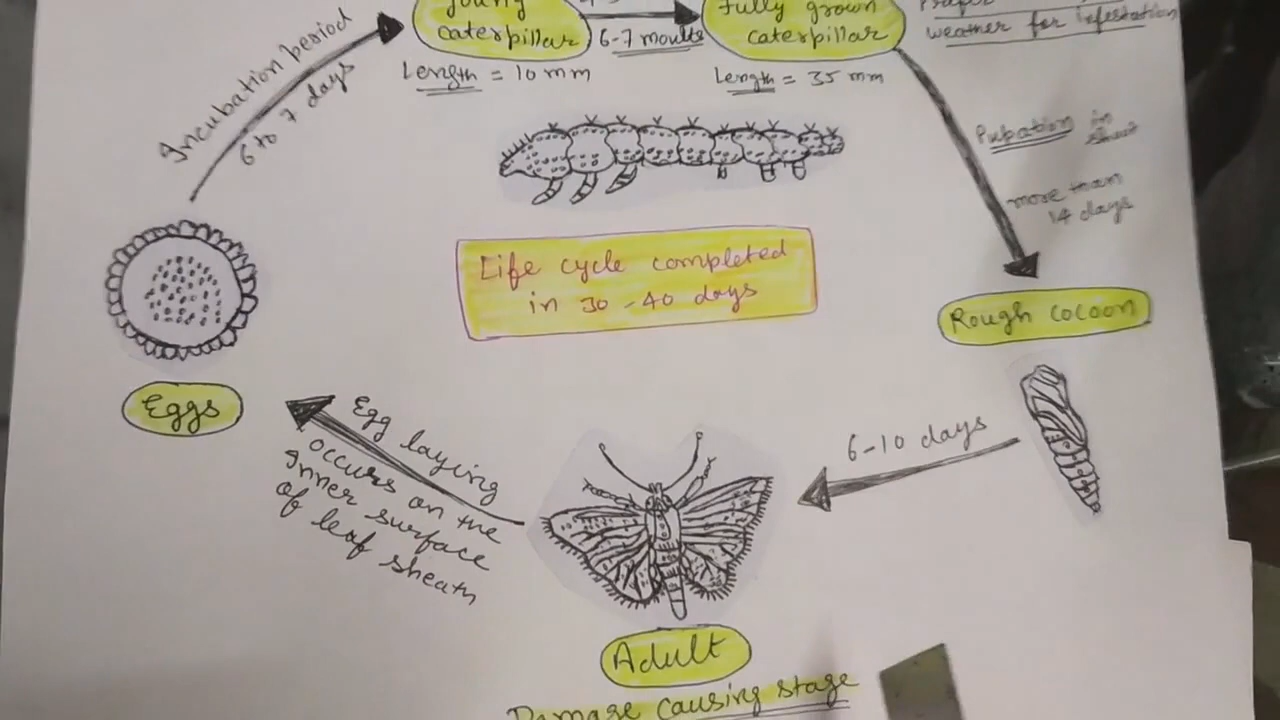 young
caterpillar
6-7 moults
Fully grown
caterpillar
weather for infestation
Length = 10 mm
Length = 35 mm
Incubation period
6 to 7 days
Pupation in
more than
14 days
Life cycle completed
in 30-40 days
Rough cocoon
Eggs
Egg laying
occurs on the
Inner surface
of leaf sheath
6-10 days
Adult
Damage causing stage